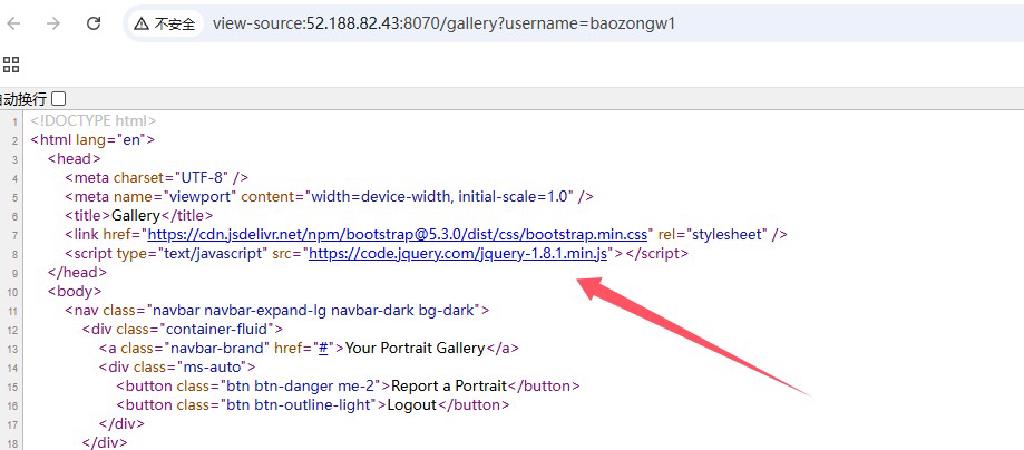 不安全 view-source:52.188.82.43:8070/gallery?username=baozongw1
自动换行
1 <!DOCTYPE html>
2 <html lang="en">
3 <head>
4 <meta charset="UTF-8" />
5 <meta name="viewport" content="width=device-width, initial-scale=1.0" />
6 <title>Gallery</title>
7 <link href="https://cdn.jsdelivr.net/npm/bootstrap@5.3.0/dist/css/bootstrap.min.css" rel="stylesheet" />
8 <script type="text/javascript" src="https://code.jquery.com/jquery-1.8.1.min.js"></script>
9 </head>
10 <body>
11 <nav class="navbar navbar-expand-lg navbar-dark bg-dark">
12 <div class="container-fluid">
13 <a class="navbar-brand" href="#">Your Portrait Gallery</a>
14 <div class="ms-auto">
15 <button class="btn btn-danger me-2">Report a Portrait</button>
16 <button class="btn btn-outline-light">Logout</button>
17 </div>
18 </div>